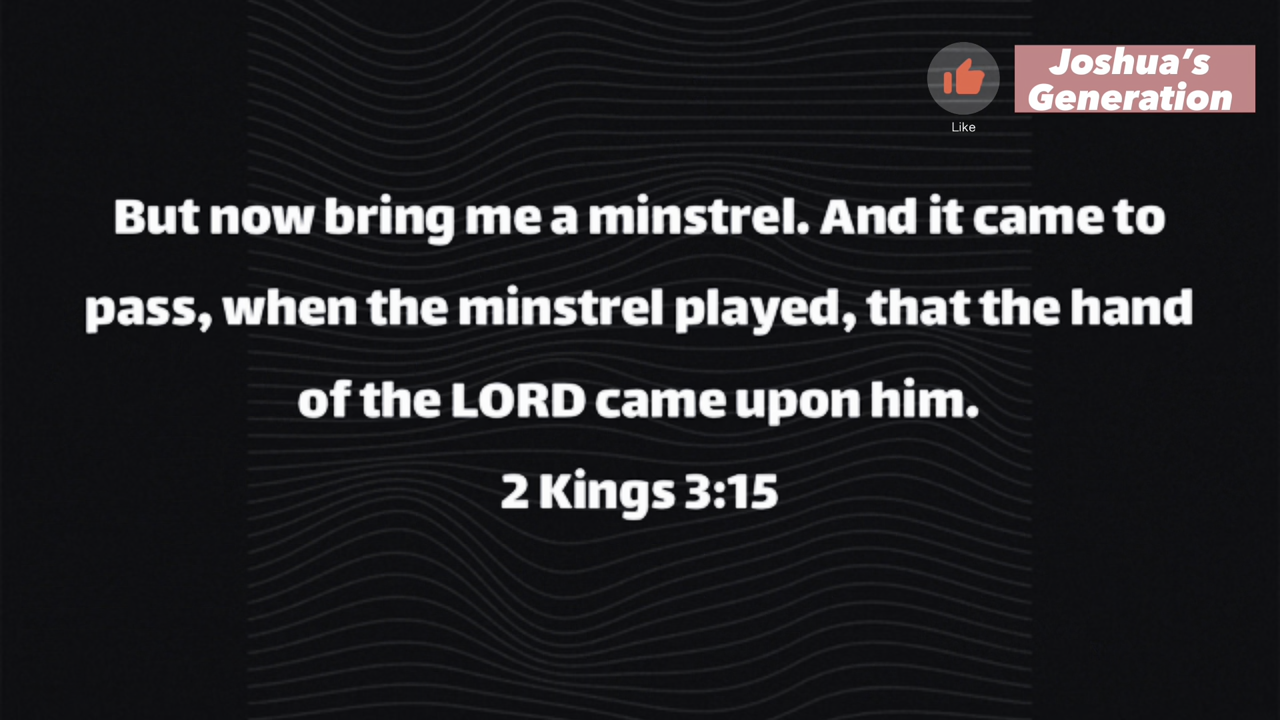 Joshua's
Generation
Like
But now bring me a minstrel. And it came to
pass, when the minstrel played, that the hand
of the LORD came upon him.
2 Kings 3:15